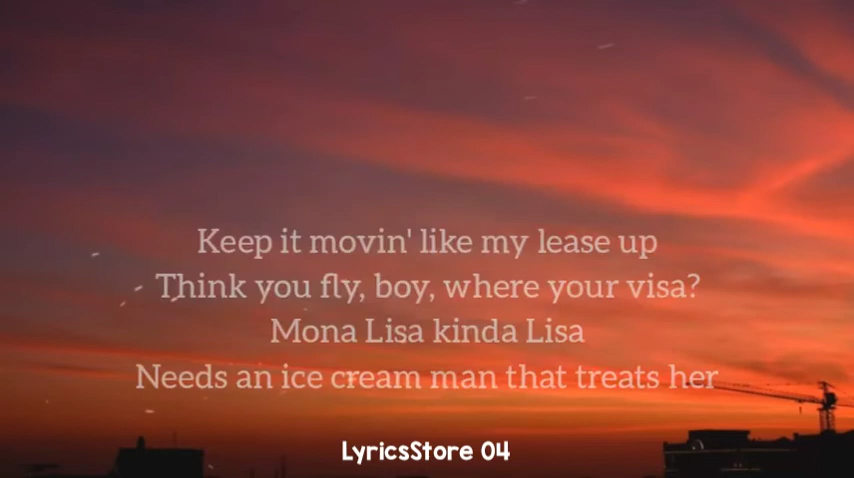 Keep it movin' like my lease up
Think you fly, boy, where your visa?
Mona Lisa kinda Lisa
Needs an ice cream man that treats her
LyricsStore 04